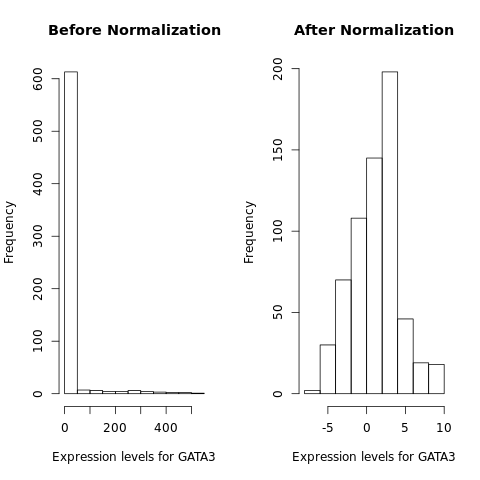 Before Normalization
Frequency
600
500
400
300
200
100
0
0 200 400
Expression levels for GATA3
After Normalization
Frequency
200
150
100
50
0
-5 0 5 10
Expression levels for GATA3